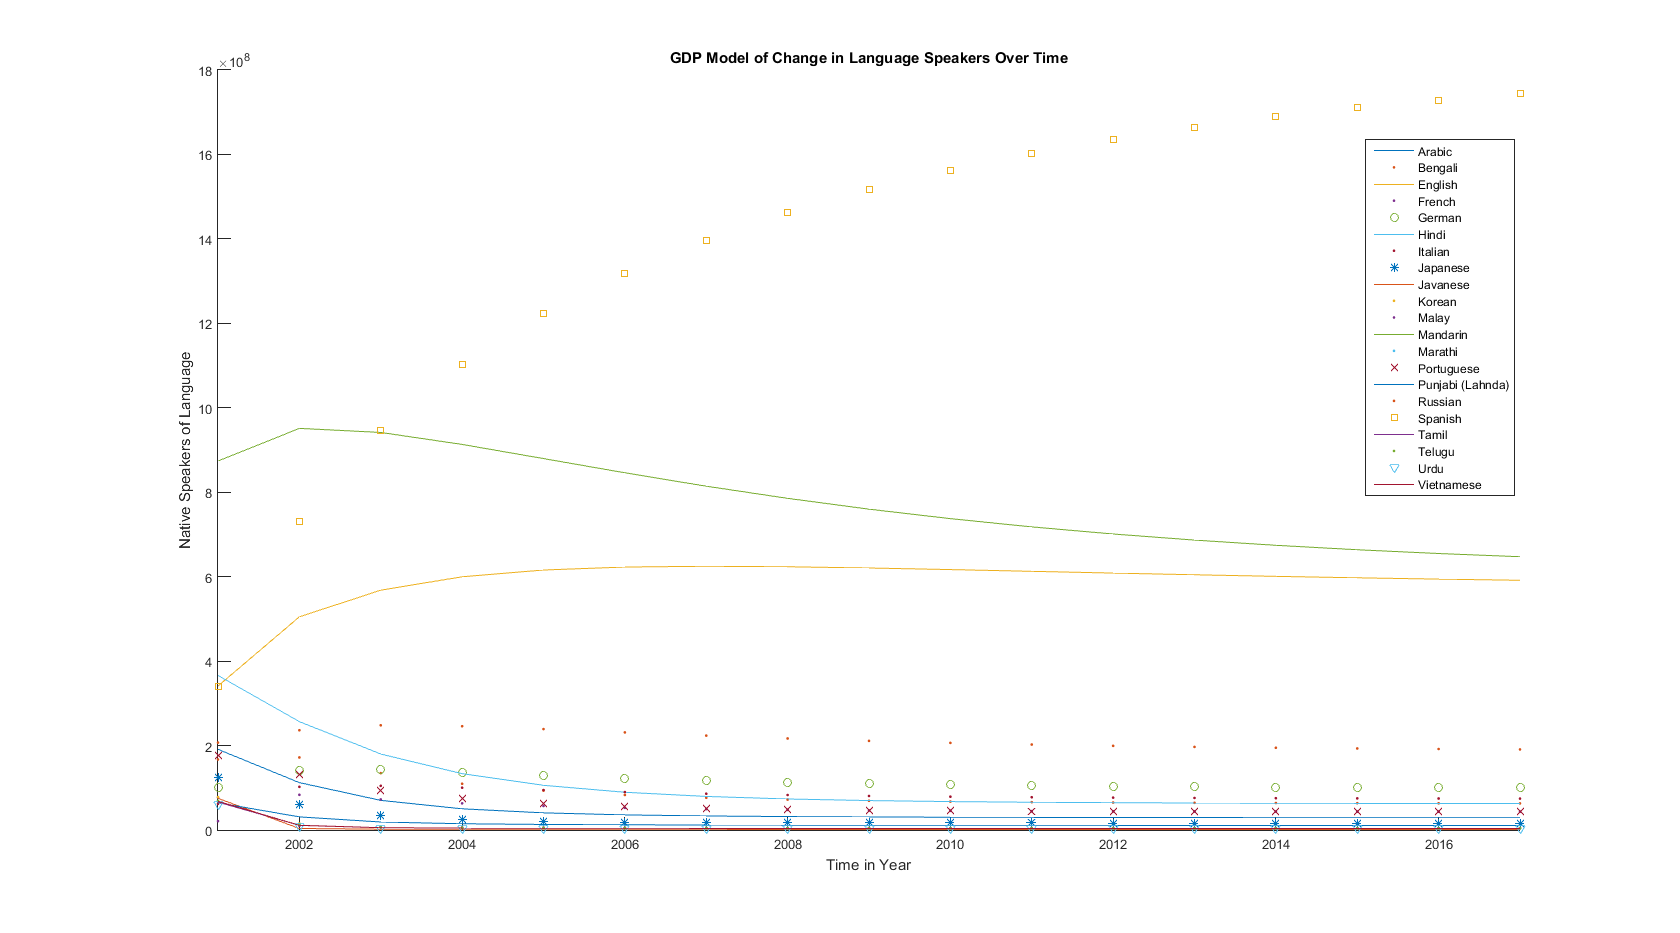 GDP Model of Change in Language Speakers Over Time
×10^8
18
16
14
12
10
8
6
4
2
0
Native Speakers of Language
Arabic
Bengali
English
French
German
Hindi
Italian
Japanese
Javanese
Korean
Malay
Mandarin
Marathi
Portuguese
Punjabi (Lahnda)
Russian
Spanish
Tamil
Telugu
Urdu
Vietnamese
2002 2004 2006 2008 2010 2012 2014 2016
Time in Year